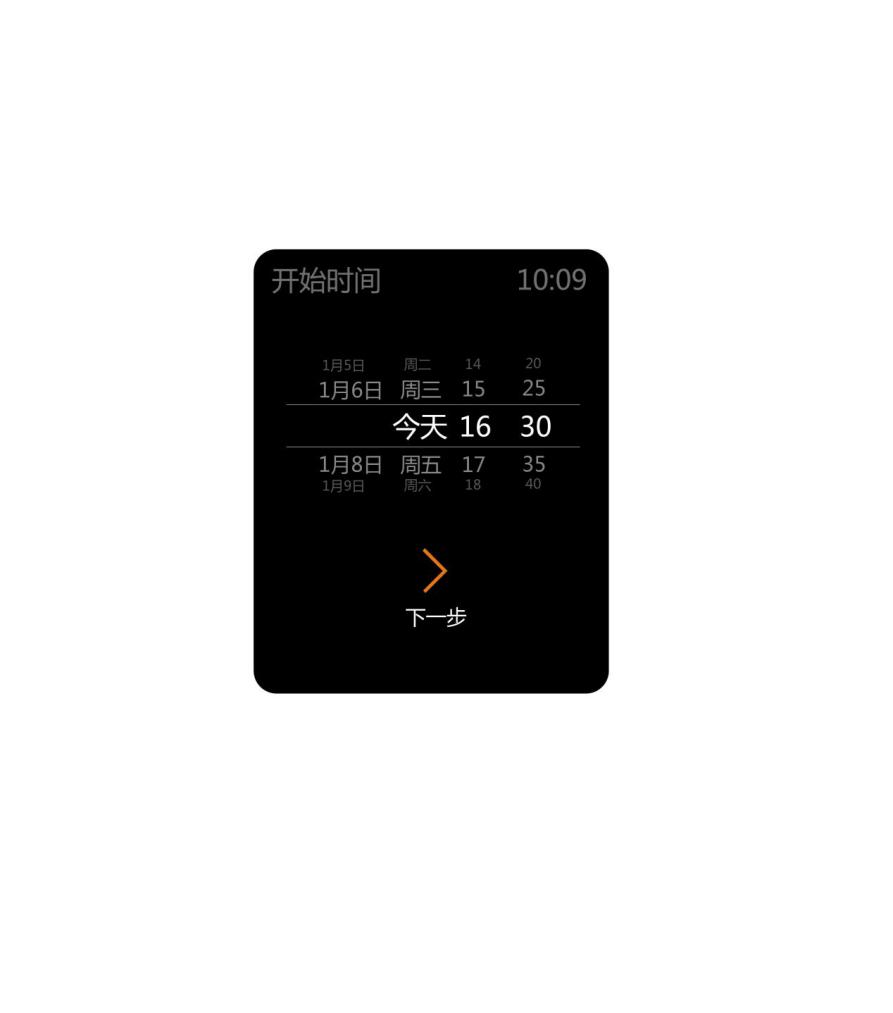 开始时间 10:09
1月5日 周二 14 20
1月6日 周三 15 25
今天 16 30
1月8日 周五 17 35
1月9日 周六 18 40
下一步